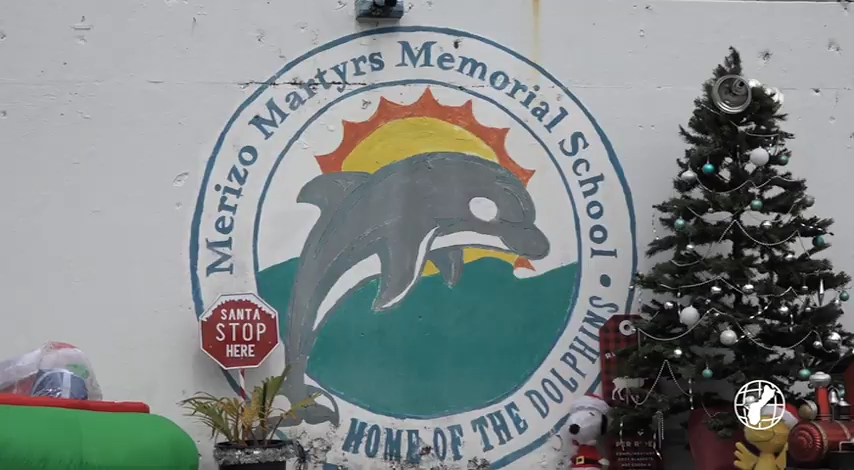 Merizo Martyrs Memorial School •
HOME OF THE DOLPHINS
SANTA
STOP
HERE